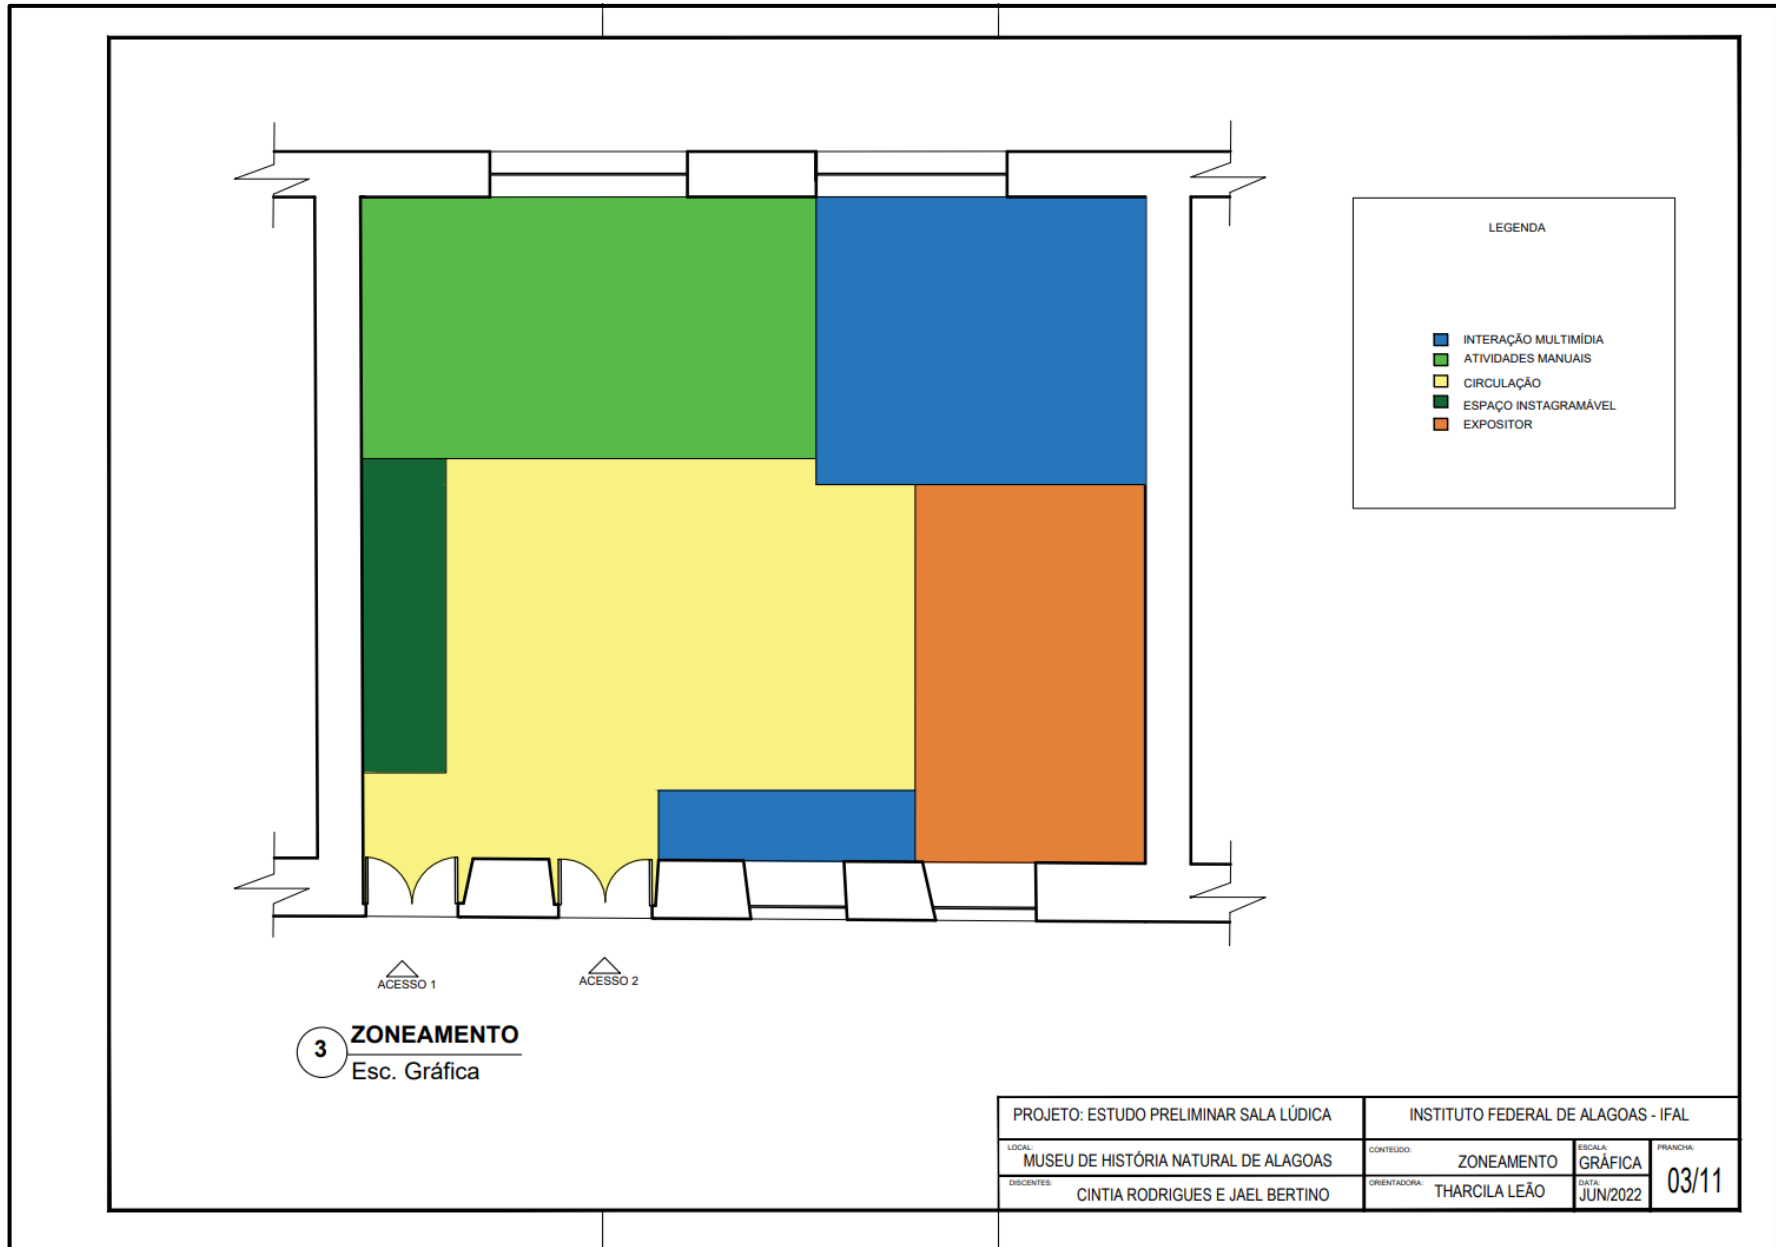 LEGENDA
INTERAÇÃO MULTIMÍDIA
ATIVIDADES MANUAIS
CIRCULAÇÃO
ESPAÇO INSTAGRAMÁVEL
EXPOSITOR
ACESSO 1
ACESSO 2
3
ZONEAMENTO
Esc. Gráfica
PROJETO: ESTUDO PRELIMINAR SALA LÚDICA
INSTITUTO FEDERAL DE ALAGOAS - IFAL
LOCAL:
MUSEU DE HISTÓRIA NATURAL DE ALAGOAS
CONTEÚDO:
ZONEAMENTO
ESCALA:
GRÁFICA
PRANCHA:
03/11
DISCENTES:
CINTIA RODRIGUES E JAEL BERTINO
ORIENTADORA:
THARCILA LEÃO
DATA:
JUN/2022